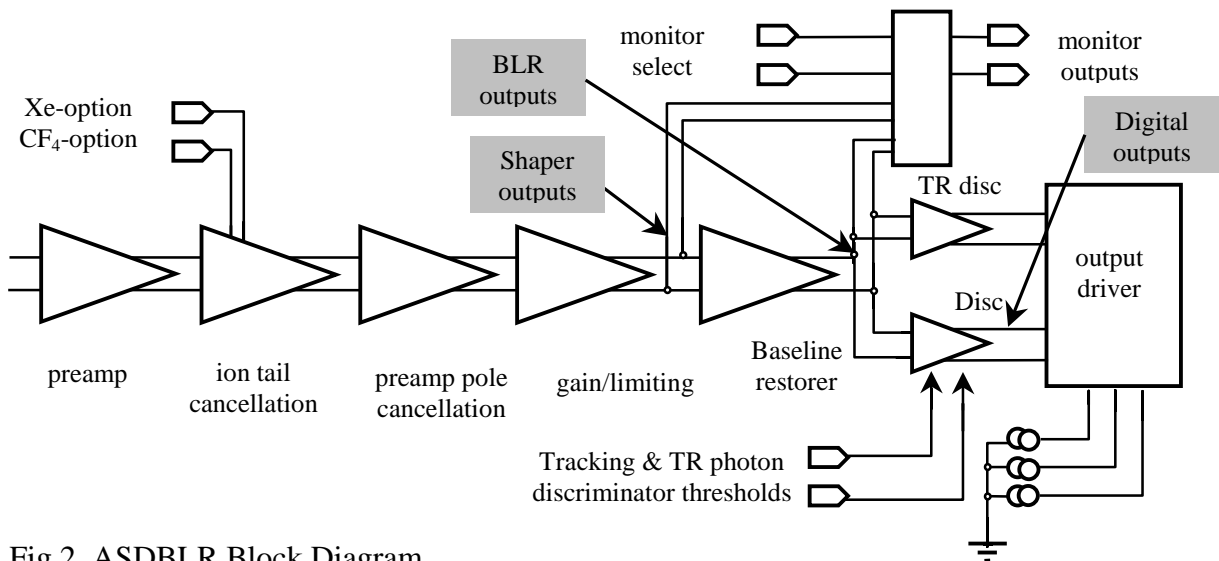 monitor
select
monitor
outputs
BLR
outputs
Xe-option
CF₄-option
Digital
outputs
Shaper
outputs
TR disc
output
driver
Disc
preamp
ion tail
cancellation
preamp pole
cancellation
gain/limiting
Baseline
restorer
Tracking & TR photon
discriminator thresholds
Fig.2 ASDBLR Block Diagram